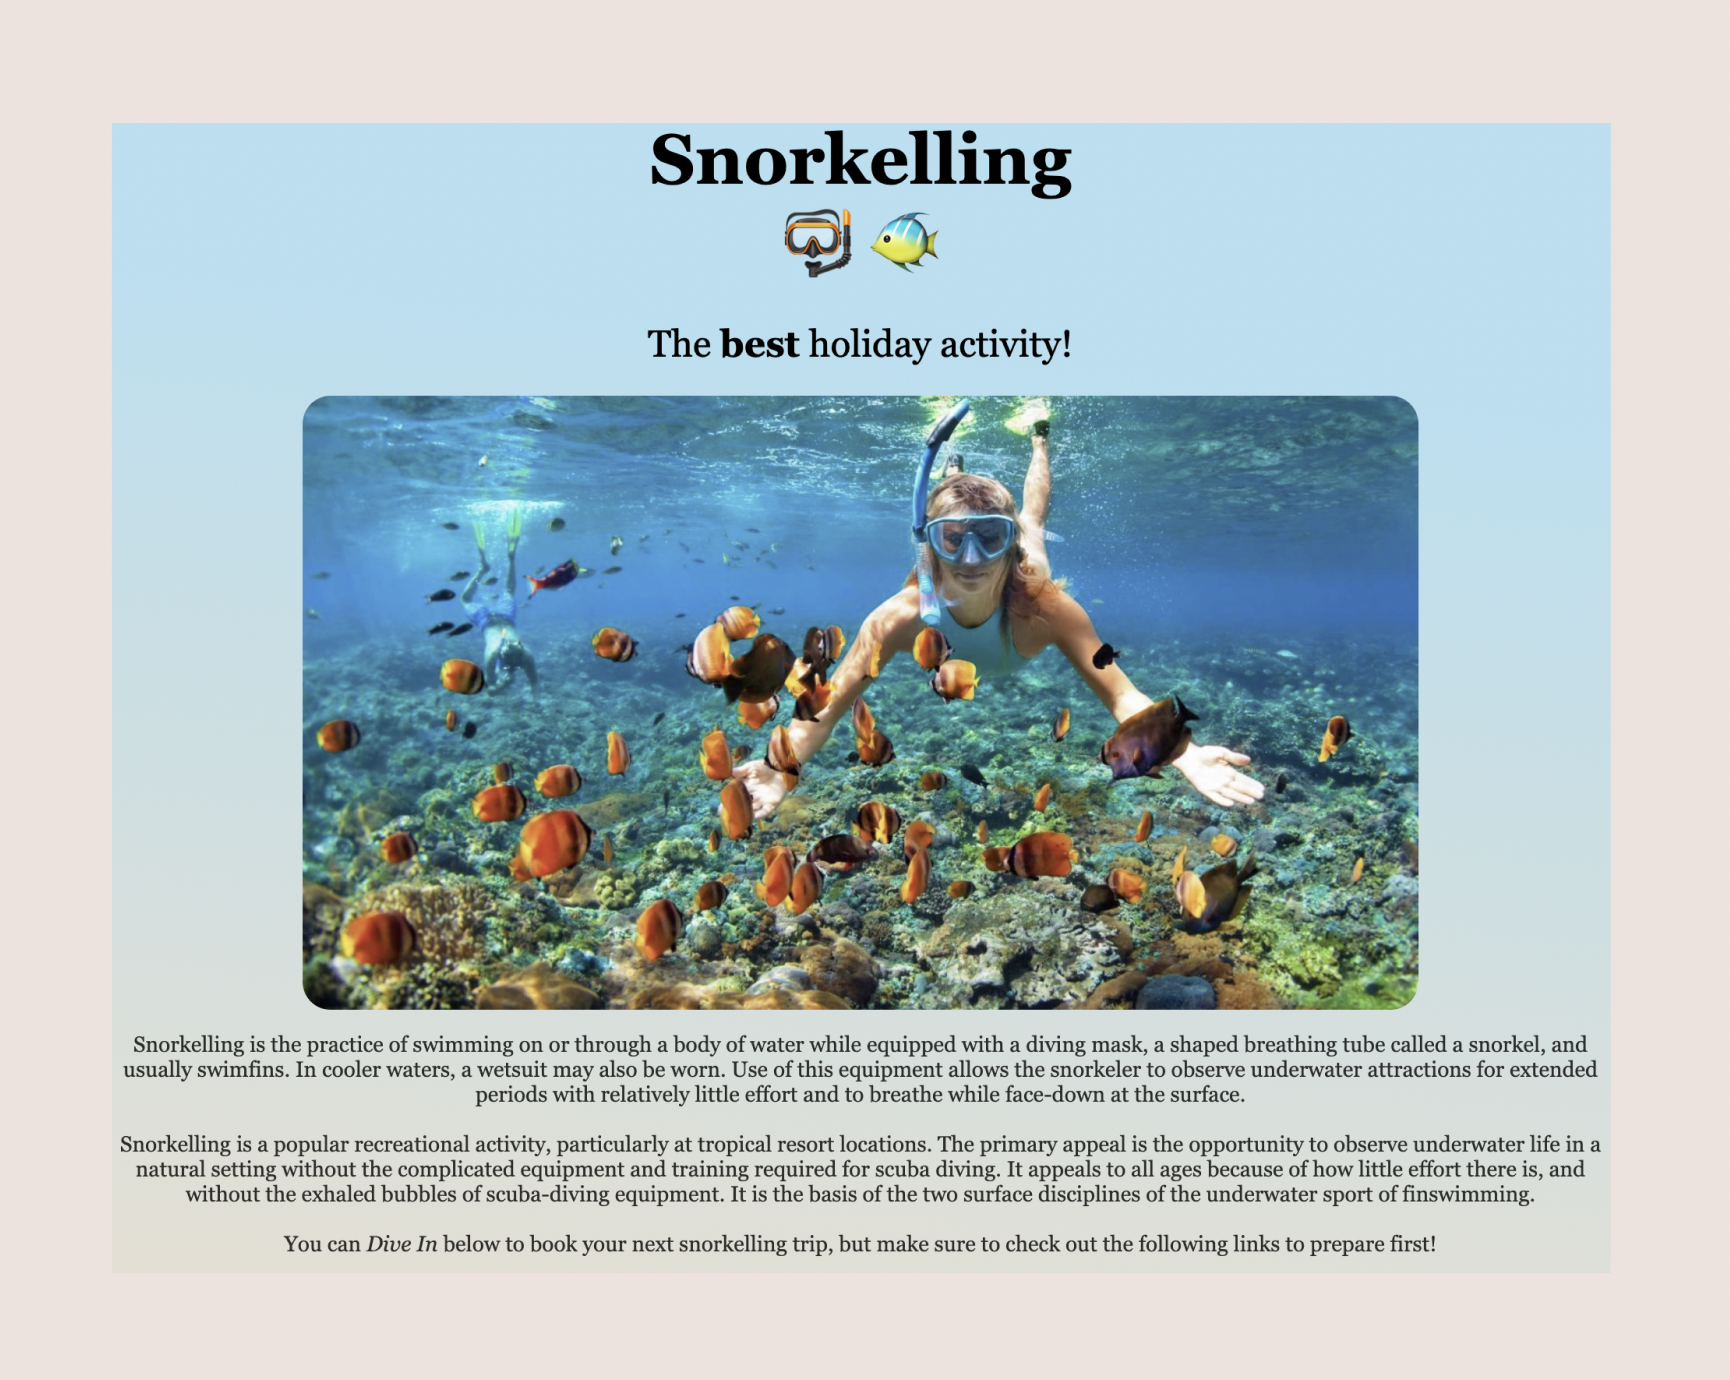 Snorkelling
The best holiday activity!
Snorkelling is the practice of swimming on or through a body of water while equipped with a diving mask, a shaped breathing tube called a snorkel, and
usually swimfins. In cooler waters, a wetsuit may also be worn. Use of this equipment allows the snorkeler to observe underwater attractions for extended
periods with relatively little effort and to breathe while face-down at the surface.
Snorkelling is a popular recreational activity, particularly at tropical resort locations. The primary appeal is the opportunity to observe underwater life in a
natural setting without the complicated equipment and training required for scuba diving. It appeals to all ages because of how little effort there is, and
without the exhaled bubbles of scuba-diving equipment. It is the basis of the two surface disciplines of the underwater sport of finswimming.
You can Dive In below to book your next snorkelling trip, but make sure to check out the following links to prepare first!